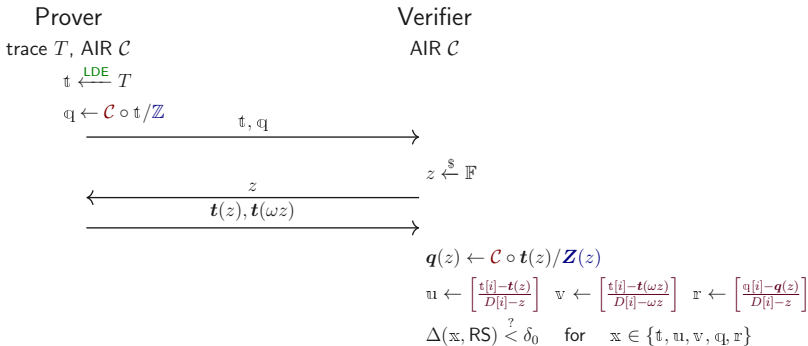 Prover Verifier
trace T, AIR 𝒞 AIR 𝒞
𝕥 ←LDE T
𝕢 ← 𝒞 ∘ 𝕥/ℤ
𝕥, 𝕢
z ←$ 𝔽
z
𝒕(z), 𝒕(ωz)
𝒒(z) ← 𝒞 ∘ 𝒕(z)/𝒁(z)
𝕦 ← [𝕥[i]−𝒕(z) / D[i]−z] 𝕧 ← [𝕥[i]−𝒕(ωz) / D[i]−ωz] 𝕣 ← [𝕢[i]−𝒒(z) / D[i]−z]
Δ(𝕩, RS) <? δ₀ for 𝕩 ∈ {𝕥, 𝕦, 𝕧, 𝕢, 𝕣}